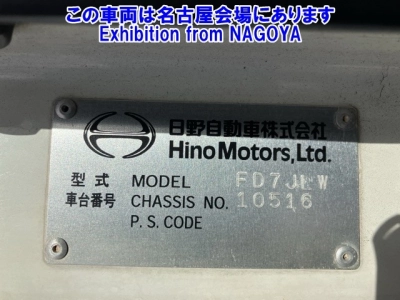 この車両は名古屋会場にあります
Exhibition from NAGOYA
日野自動車株式会社
Hino Motors, Ltd.
型式 MODEL FD7JLW
車台番号 CHASSIS NO. 10516
P. S. CODE